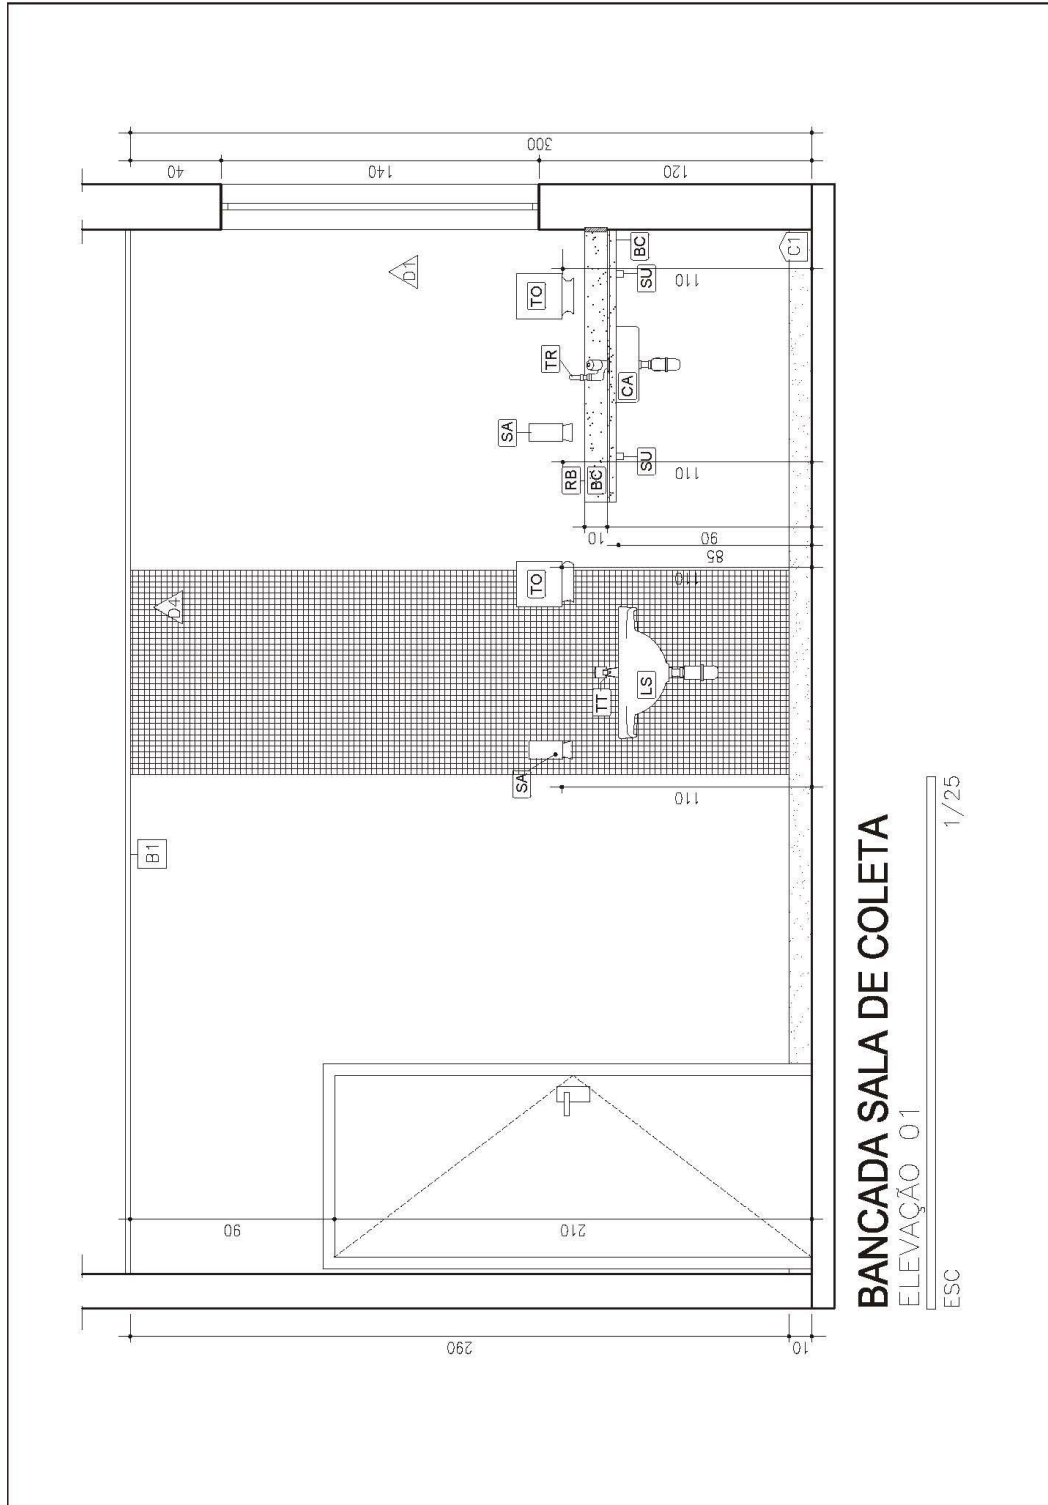 BANCADA SALA DE COLETA
ELEVAÇÃO 01
ESC 1/25
290
10
90
210
B1
D4
D1
SA
TT
LS
TO
110
110
85
90
10
RB
BC
SA
TR
TO
CA
SU
SU
BC
110
110
C1
40
140
120
300